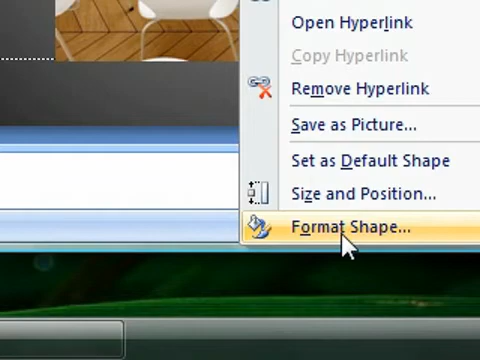 Open Hyperlink
Copy Hyperlink
Remove Hyperlink
Save as Picture...
Set as Default Shape
Size and Position...
Format Shape...